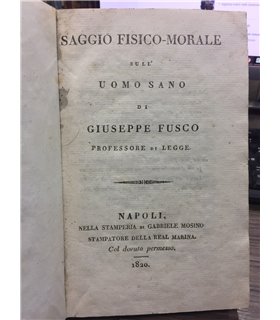 SAGGIO FISICO-MORALE
SULL'
UOMO SANO
DI
GIUSEPPE FUSCO
PROFESSORE DI LEGGE.
NAPOLI,
NELLA STAMPERIA DI GABRIELE MOSINO
STAMPATORE DELLA REAL MARINA.
Col dovuto permesso,
1820.